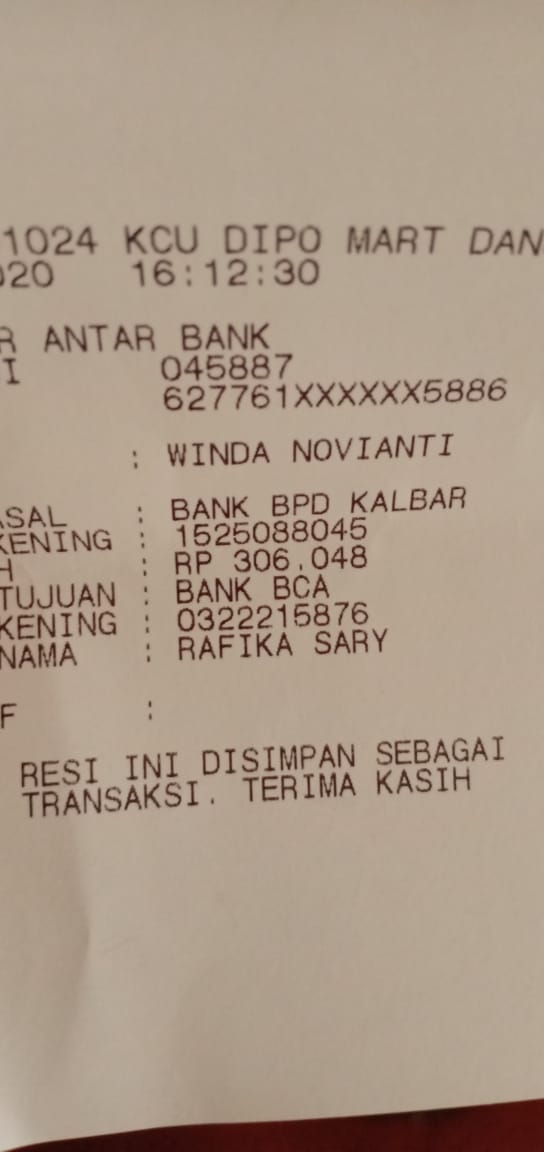 1024 KCU DIPO MART DAN
020 16:12:30
R ANTAR BANK
I 045887
627761XXXXXX5886
: WINDA NOVIANTI
ASAL : BANK BPD KALBAR
KENING : 1525088045
H : RP 306.048
TUJUAN : BANK BCA
KENING : 0322215876
NAMA : RAFIKA SARY
F :
RESI INI DISIMPAN SEBAGAI
TRANSAKSI. TERIMA KASIH